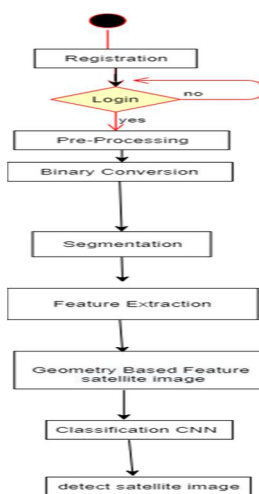 Registration
Login
no
yes
Pre-Processing
Binary Conversion
Segmentation
Feature Extraction
Geometry Based Feature
satellite image
Classification CNN
detect satellite image